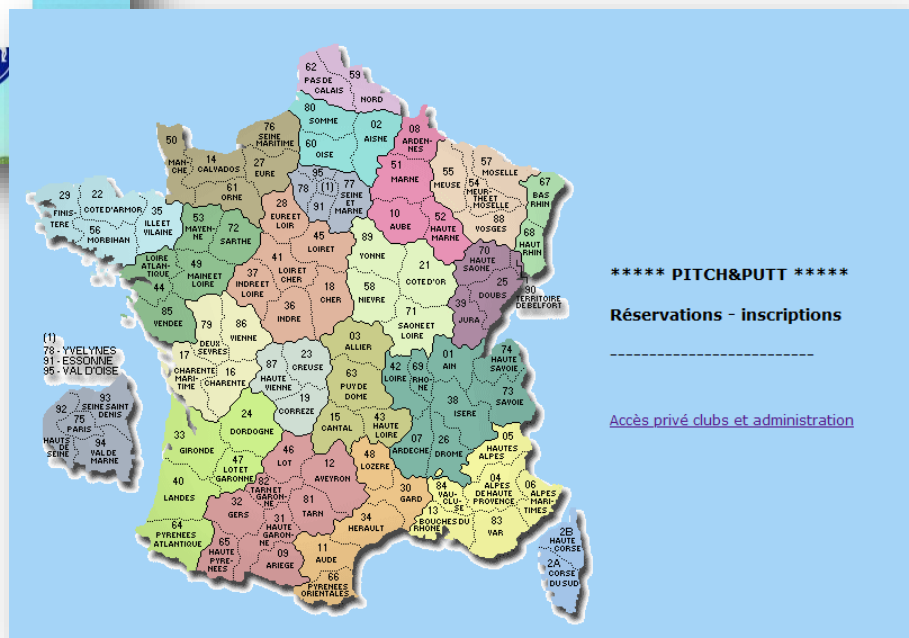 62
PAS DE
CALAIS
59
NORD
80
SOMME
02
AISNE
60
OISE
08
ARDEN-
NES
76
SEINE
MARITIME
50
MAN-
CHE
14
CALVADOS
27
EURE
61
ORNE
95
78
(1)
91
77
SEINE
ET
MARNE
51
MARNE
10
AUBE
52
HAUTE
MARNE
55
MEUSE
57
MOSELLE
54
MEUR-
THE ET
MOSELLE
88
VOSGES
67
BAS
RHIN
68
HAUT
RHIN
29
FINIS-
TERE
22
COTE D'ARMOR
56
MORBIHAN
35
ILLE ET
VILAINE
53
MAYEN-
NE
72
SARTHE
LOIRE
ATLAN-
TIQUE
44
49
MAINE ET
LOIRE
85
VENDEE
28
EURE ET
LOIR
45
LOIRET
41
LOIR ET
CHER
37
INDRE ET
LOIRE
18
CHER
36
INDRE
89
YONNE
21
COTE D'OR
58
NIEVRE
71
SAONE ET
LOIRE
70
HAUTE
SAONE
25
DOUBS
39
JURA
90
TERRITOIRE
DE BELFORT
79
DEUX
SEVRES
86
VIENNE
17
CHARENTE
MARI-
TIME
16
CHARENTE
87
HAUTE
VIENNE
23
CREUSE
19
CORREZE
03
ALLIER
63
PUY DE
DOME
15
CANTAL
43
HAUTE
LOIRE
42
LOIRE
69
RHO-
NE
01
AIN
74
HAUTE
SAVOIE
73
SAVOIE
38
ISERE
07
ARDECHE
26
DROME
24
DORDOGNE
33
GIRONDE
47
LOT ET
GARONNE
40
LANDES
64
PYRENEES
ATLANTIQUE
46
LOT
12
AVEYRON
82
TARN ET
GARON-
NE
32
GERS
81
TARN
31
HAUTE
GARON-
NE
65
HAUTE
PYRE-
NEES
09
ARIEGE
48
LOZERE
30
GARD
34
HERAULT
11
AUDE
66
PYRENEES
ORIENTALES
05
HAUTES
ALPES
04
ALPES
DE HAUTE
PROVENCE
06
ALPES
MARI-
TIMES
84
VAU-
CLUSE
13
BOUCHES DU
RHÔNE
83
VAR
2B
HAUTE
CORSE
2A
CORSE
DU SUD
(1)
78 - YVELYNES
91 - ESSONNE
95 - VAL D'OISE
92
HAUTS
DE
SEINE
93
SEINE SAINT
DENIS
75
PARIS
94
VAL DE
MARNE
***** PITCH&PUTT *****
Réservations - inscriptions
--------------------------
Accès privé clubs et administration